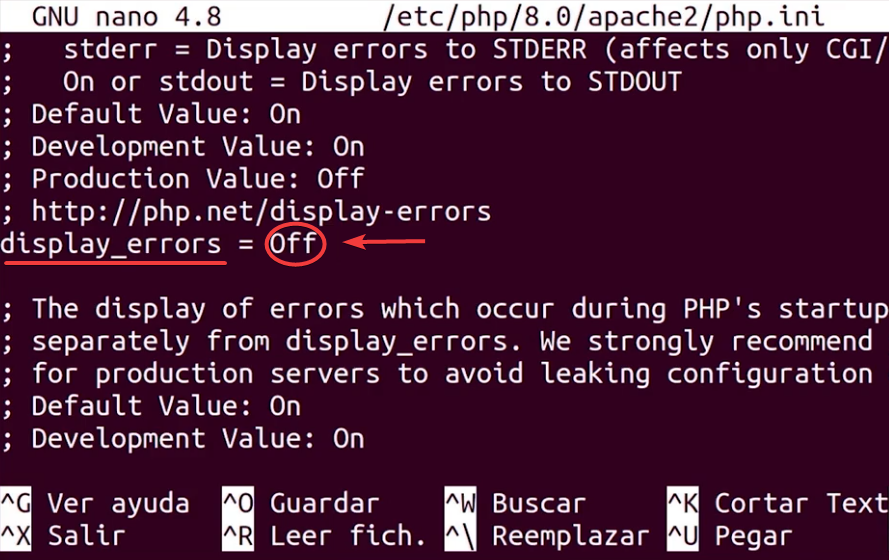 GNU nano 4.8 /etc/php/8.0/apache2/php.ini
;   stderr = Display errors to STDERR (affects only CGI/
;   On or stdout = Display errors to STDOUT
; Default Value: On
; Development Value: On
; Production Value: Off
; http://php.net/display-errors
display_errors = Off
; The display of errors which occur during PHP's startup
; separately from display_errors. We strongly recommend
; for production servers to avoid leaking configuration
; Default Value: On
; Development Value: On
^G Ver ayuda ^O Guardar ^W Buscar ^K Cortar Text
^X Salir ^R Leer fich. ^\ Reemplazar ^U Pegar